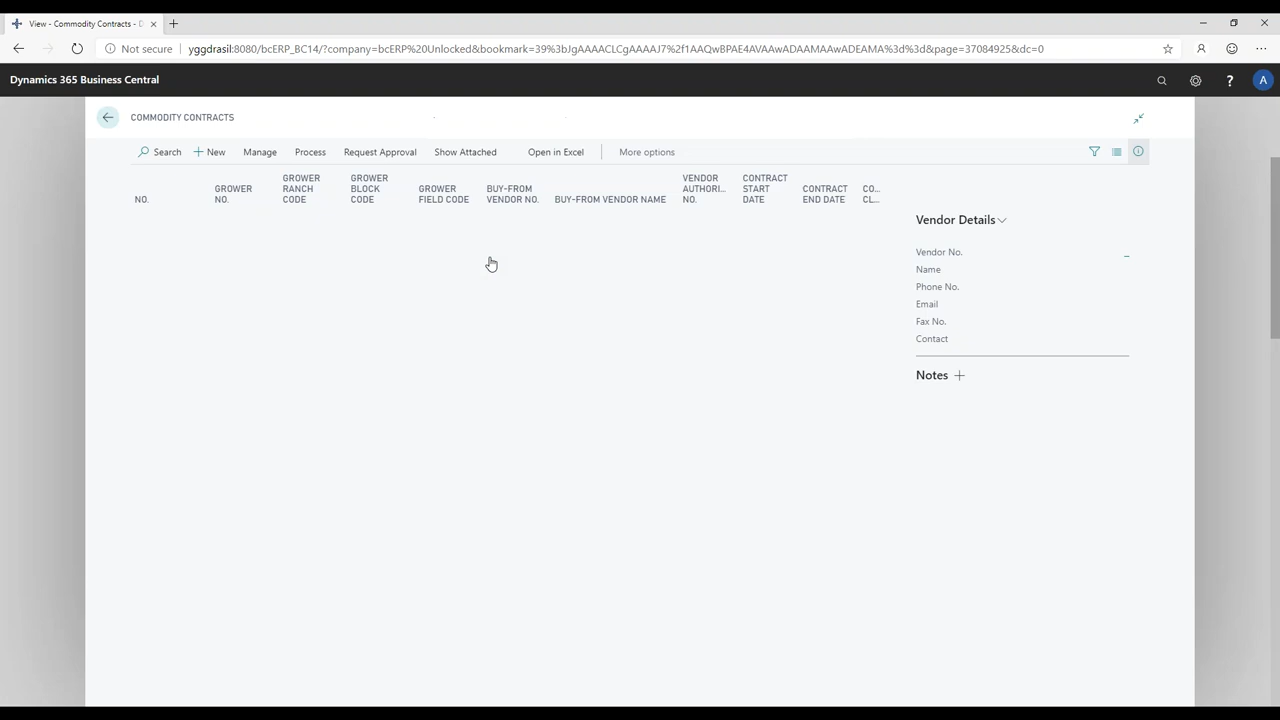 View - Commodity Contracts - D
Not secure
yggdrasil:8080/bcERP_BC14/?company=bcERP%20Unlocked&bookmark=39%3bJgAAAACLCgAAAAJ7%2f1AAQwBPAE4AVAAwADAAMAAwADEAMA%3d%3d&page=37084925&dc=0
Dynamics 365 Business Central
?
A
COMMODITY CONTRACTS
Search
New
Manage
Process
Request Approval
Show Attached
Open in Excel
More options
NO.
GROWER
NO.
GROWER
RANCH
CODE
GROWER
BLOCK
CODE
GROWER
FIELD CODE
BUY-FROM
VENDOR NO.
BUY-FROM VENDOR NAME
VENDOR
AUTHORI...
NO.
CONTRACT
START
DATE
CONTRACT
END DATE
CO...
CL...
Vendor Details
Vendor No.
Name
Phone No.
Email
Fax No.
Contact
Notes